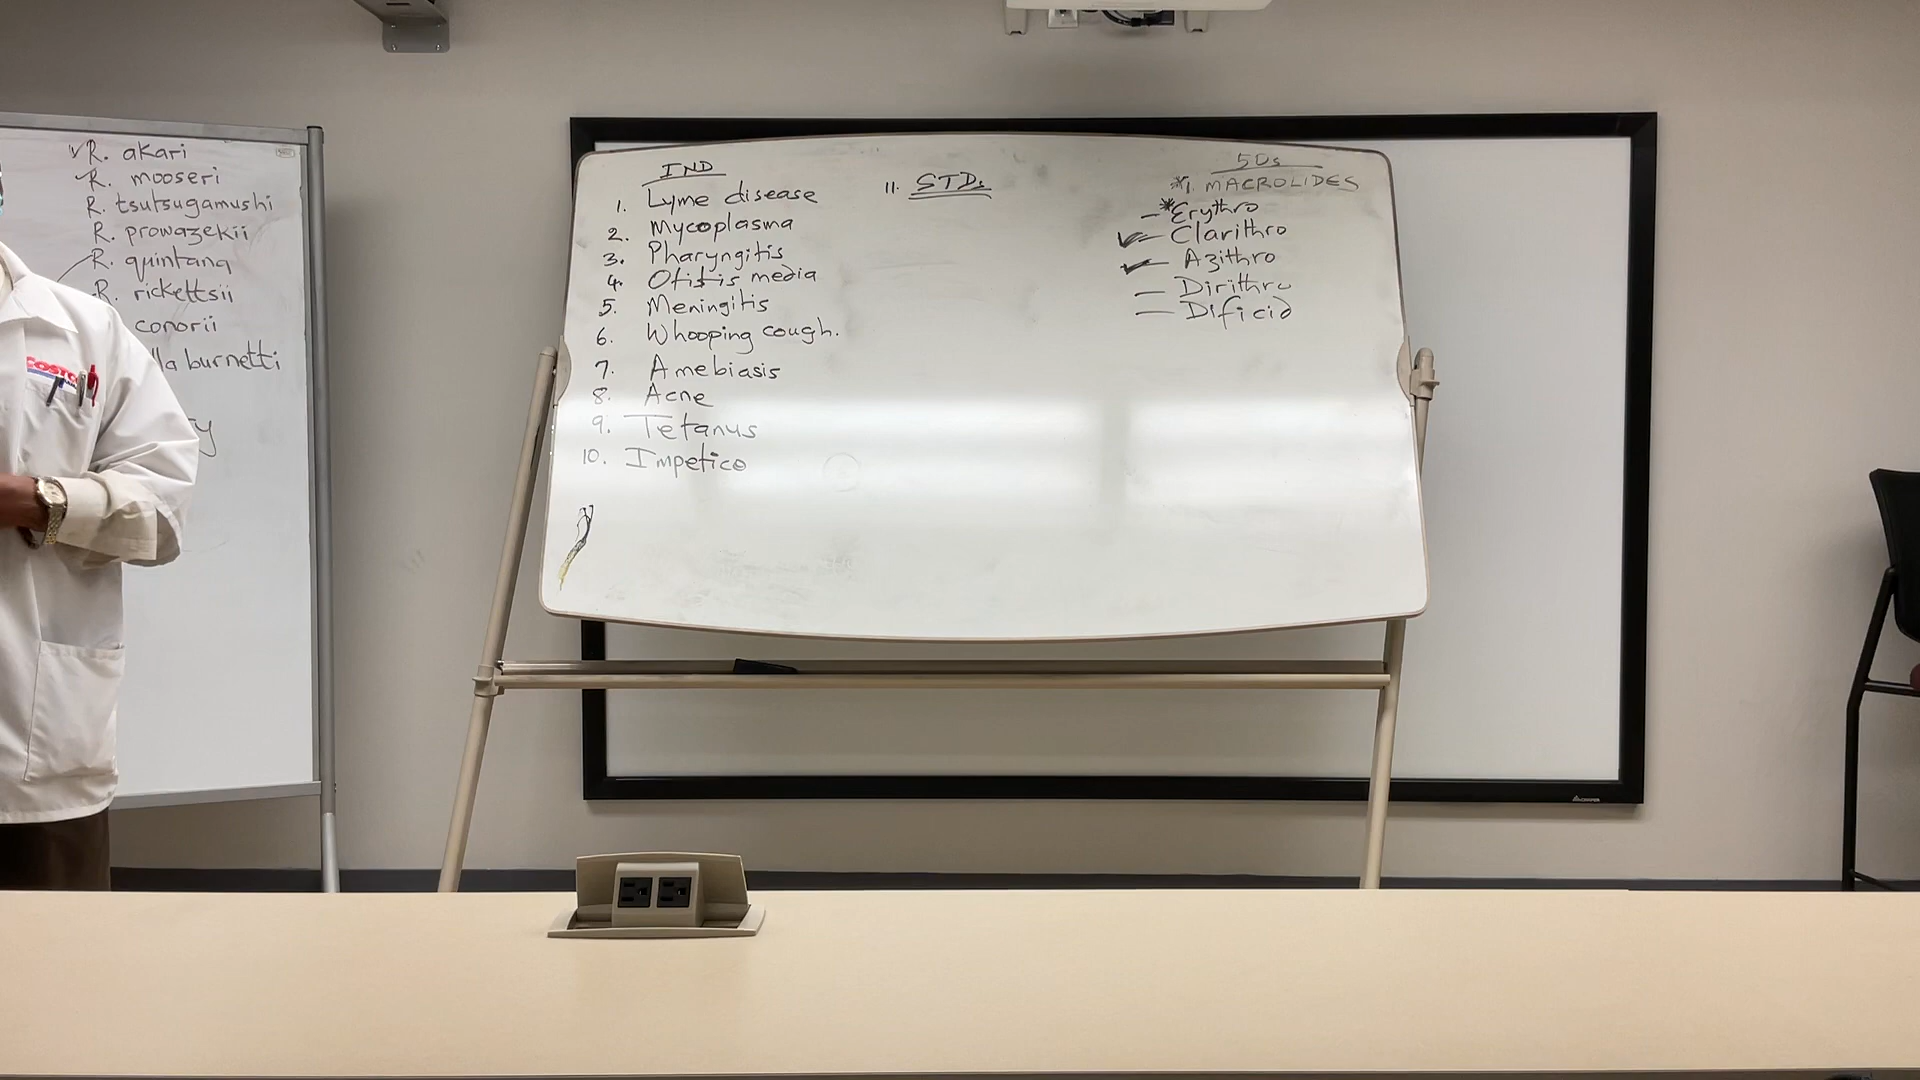 R. akari
R. mooseri
R. tsutsugamushi
R. prowazekii
R. quintana
R. rickettsii
conorii
lla burnetti
y
IND
1. Lyme disease
2. Mycoplasma
3. Pharyngitis
4. Otitis media
5. Meningitis
6. Whooping cough.
7. Amebiasis
8. Acne
9. Tetanus
10. Impetico
11. STDs
5Ds
*1. MACROLIDES
- *Erythro
✓- Clarithro
✓- Azithro
- Dirithro
- Dificid